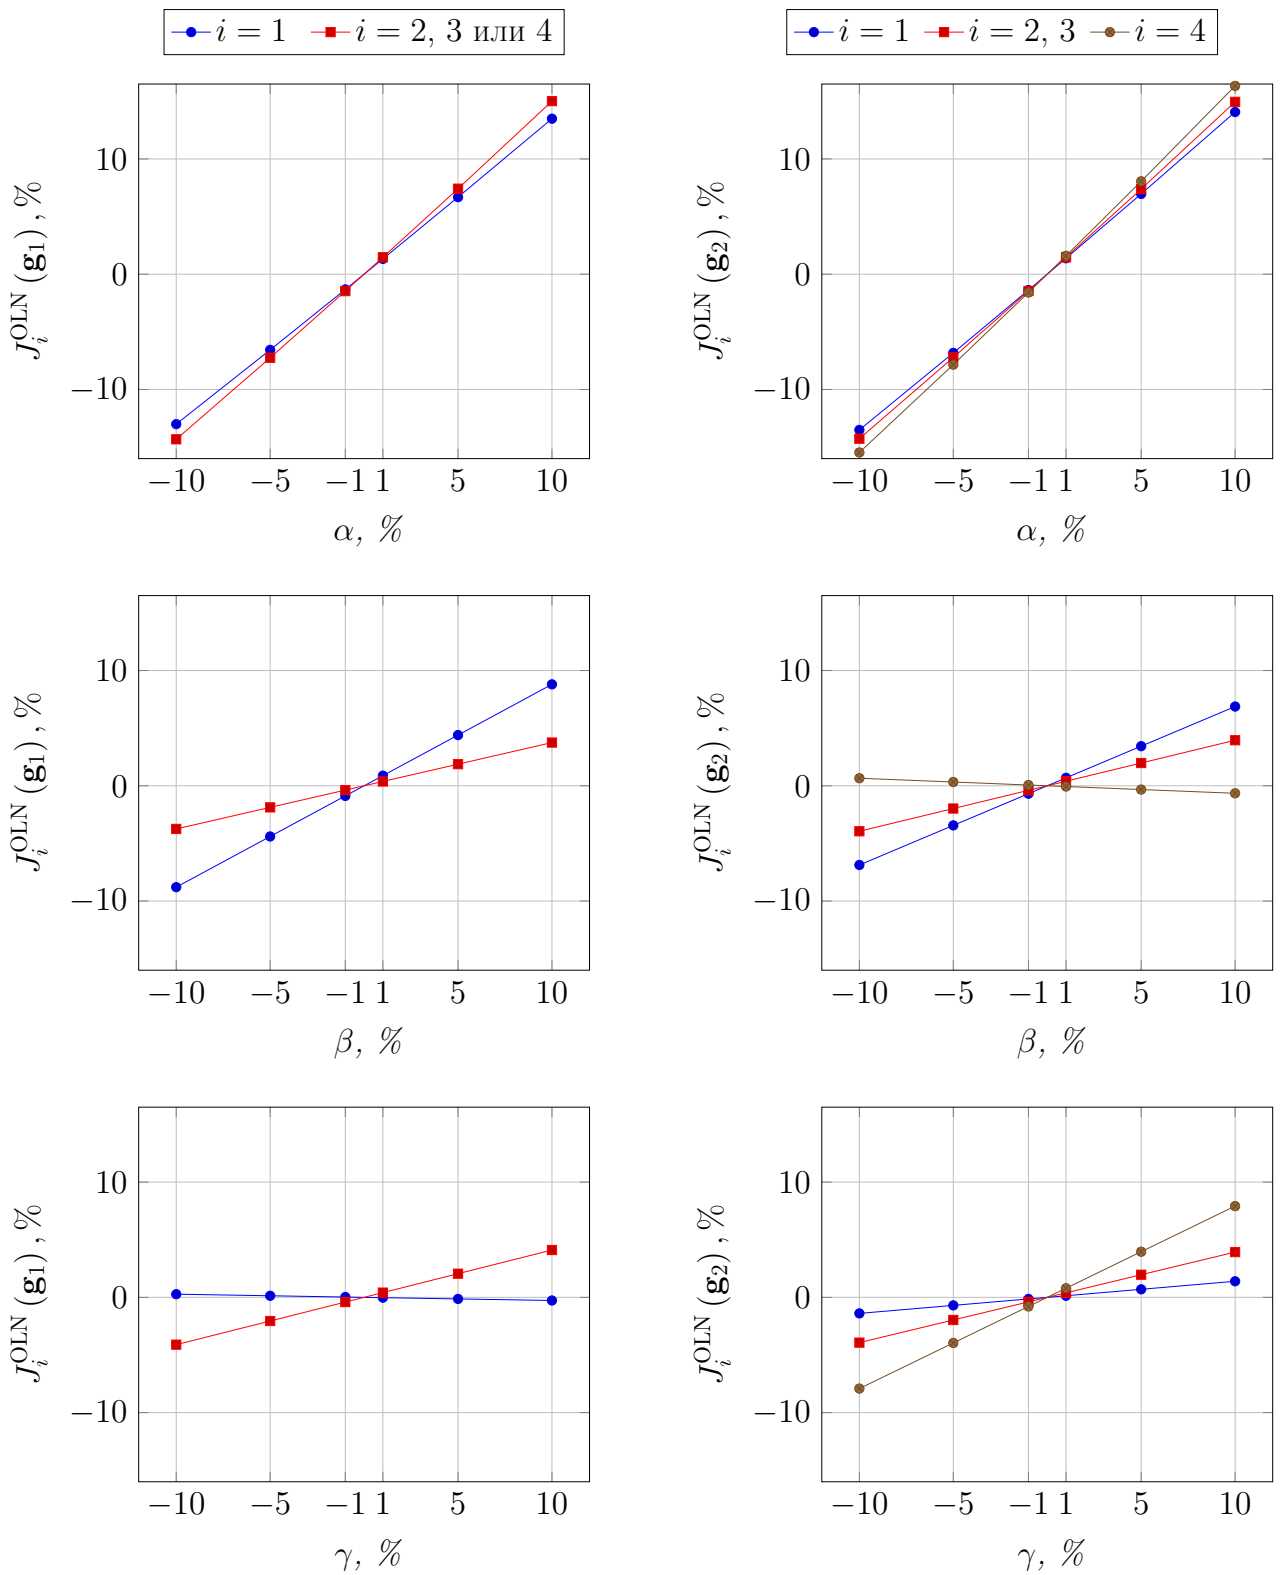 i = 1 i = 2, 3 или 4
i = 1 i = 2, 3 i = 4
J_i^OLN (g_1), %
10
0
−10
−10 −5 −1 1 5 10
α, %
J_i^OLN (g_2), %
10
0
−10
−10 −5 −1 1 5 10
α, %
J_i^OLN (g_1), %
10
0
−10
−10 −5 −1 1 5 10
β, %
J_i^OLN (g_2), %
10
0
−10
−10 −5 −1 1 5 10
β, %
J_i^OLN (g_1), %
10
0
−10
−10 −5 −1 1 5 10
γ, %
J_i^OLN (g_2), %
10
0
−10
−10 −5 −1 1 5 10
γ, %